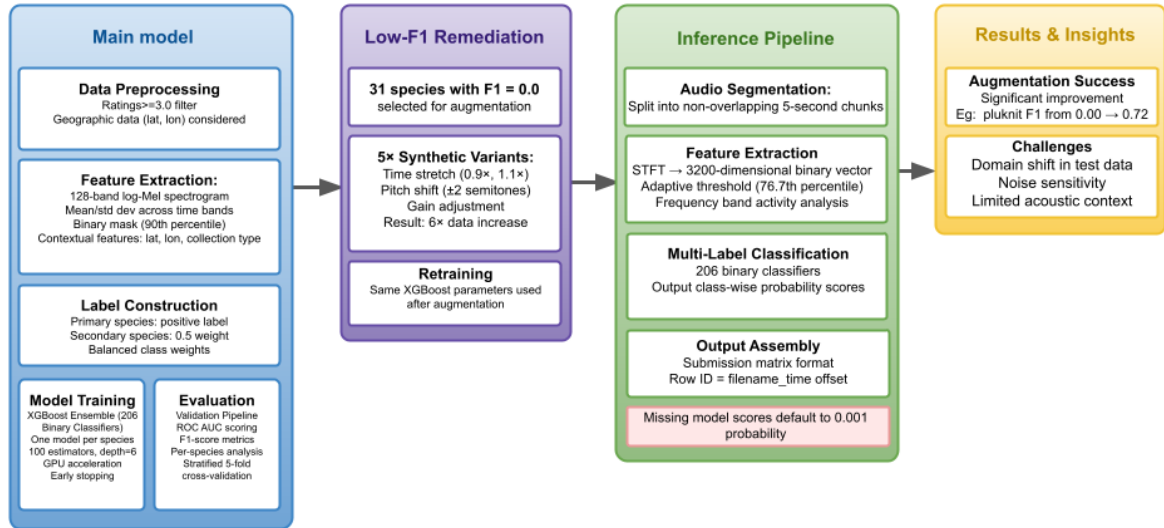 Main model
Data Preprocessing
Ratings>=3.0 filter
Geographic data (lat, lon) considered
Feature Extraction:
128-band log-Mel spectrogram
Mean/std dev across time bands
Binary mask (90th percentile)
Contextual features: lat, lon, collection type
Label Construction
Primary species: positive label
Secondary species: 0.5 weight
Balanced class weights
Model Training
XGBoost Ensemble (206
Binary Classifiers)
One model per species
100 estimators, depth=6
GPU acceleration
Early stopping
Evaluation
Validation Pipeline
ROC AUC scoring
F1-score metrics
Per-species analysis
Stratified 5-fold
cross-validation
Low-F1 Remediation
31 species with F1 = 0.0
selected for augmentation
5× Synthetic Variants:
Time stretch (0.9×, 1.1×)
Pitch shift (±2 semitones)
Gain adjustment
Result: 6× data increase
Retraining
Same XGBoost parameters used
after augmentation
Inference Pipeline
Audio Segmentation:
Split into non-overlapping 5-second chunks
Feature Extraction
STFT → 3200-dimensional binary vector
Adaptive threshold (76.7th percentile)
Frequency band activity analysis
Multi-Label Classification
206 binary classifiers
Output class-wise probability scores
Output Assembly
Submission matrix format
Row ID = filename_time offset
Missing model scores default to 0.001
probability
Results & Insights
Augmentation Success
Significant improvement
Eg: pluknit F1 from 0.00 → 0.72
Challenges
Domain shift in test data
Noise sensitivity
Limited acoustic context